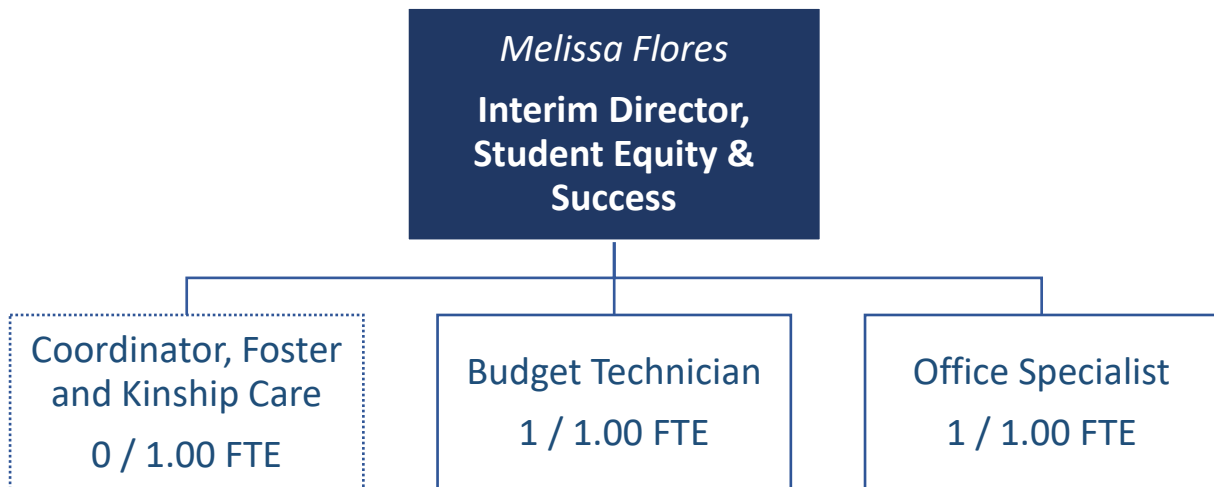 Melissa Flores
Interim Director,
Student Equity &
Success
Coordinator, Foster
and Kinship Care
0 / 1.00 FTE
Budget Technician
1 / 1.00 FTE
Office Specialist
1 / 1.00 FTE